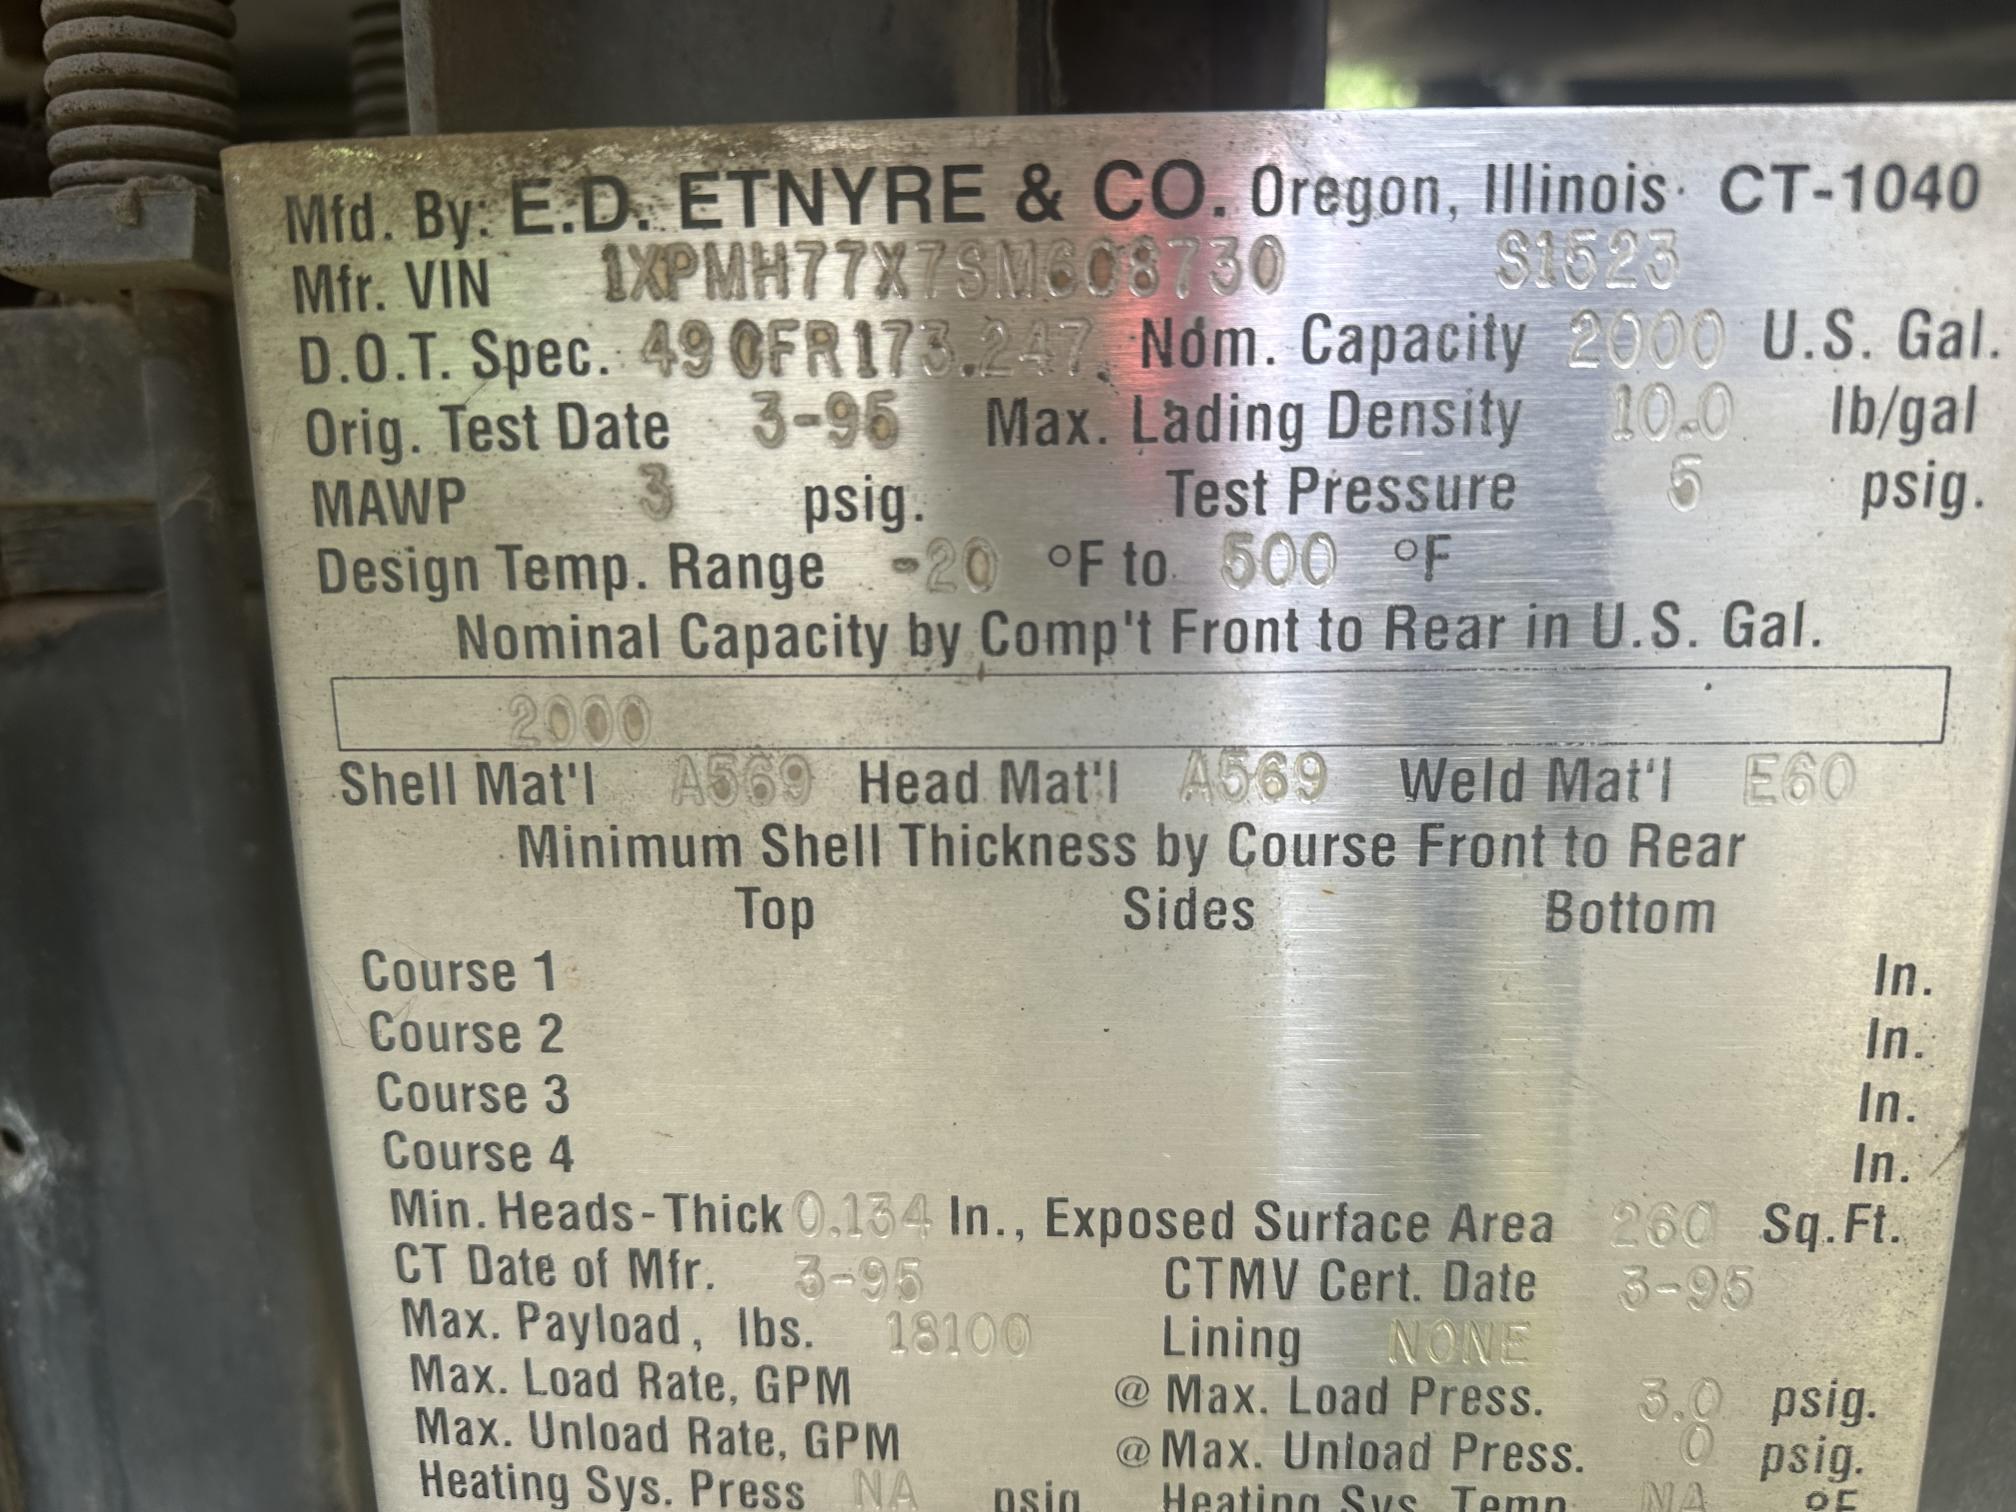 Mfd. By: E.D. ETNYRE & CO. Oregon, Illinois CT-1040
Mfr. VIN 1XPMH77X7SM608730 S1523
D.O.T. Spec. 49 CFR173.247 Nom. Capacity 2000 U.S. Gal.
Orig. Test Date 3-95 Max. Lading Density 10.0 lb/gal
MAWP 3 psig. Test Pressure 5 psig.
Design Temp. Range -20 °F to 500 °F
Nominal Capacity by Comp't Front to Rear in U.S. Gal.
2000
Shell Mat'l A569 Head Mat'l A569 Weld Mat'l E60
Minimum Shell Thickness by Course Front to Rear
Top Sides Bottom
Course 1 In.
Course 2 In.
Course 3 In.
Course 4 In.
Min. Heads-Thick 0.134 In., Exposed Surface Area 260 Sq.Ft.
CT Date of Mfr. 3-95 CTMV Cert. Date 3-95
Max. Payload, lbs. 18100 Lining NONE
Max. Load Rate, GPM @ Max. Load Press. 3.0 psig.
Max. Unload Rate, GPM @ Max. Unload Press. 0 psig.
Heating Sys. Press NA psig Heating Sys. Temp. NA °F